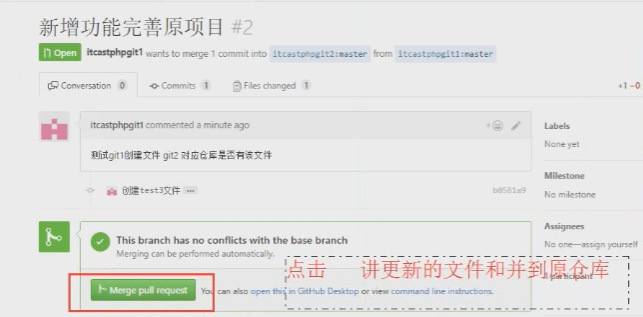 新增功能完善原项目 #2
Open itcastphpgit1 wants to merge 1 commit into itcastphpgit2:master from itcastphpgit1:master
Conversation 0 Commits 1 Files changed 1 +1 −0
itcastphpgit1 commented a minute ago
测试git1创建文件 git2 对应仓库是否有该文件
创建test3文件 ... b0581a9
Labels
None yet
Milestone
No milestone
Assignees
No one—assign yourself
This branch has no conflicts with the base branch
Merging can be performed automatically.
点击 讲更新的文件和并到原仓库
participant
Merge pull request You can also open this in GitHub Desktop or view command line instructions.